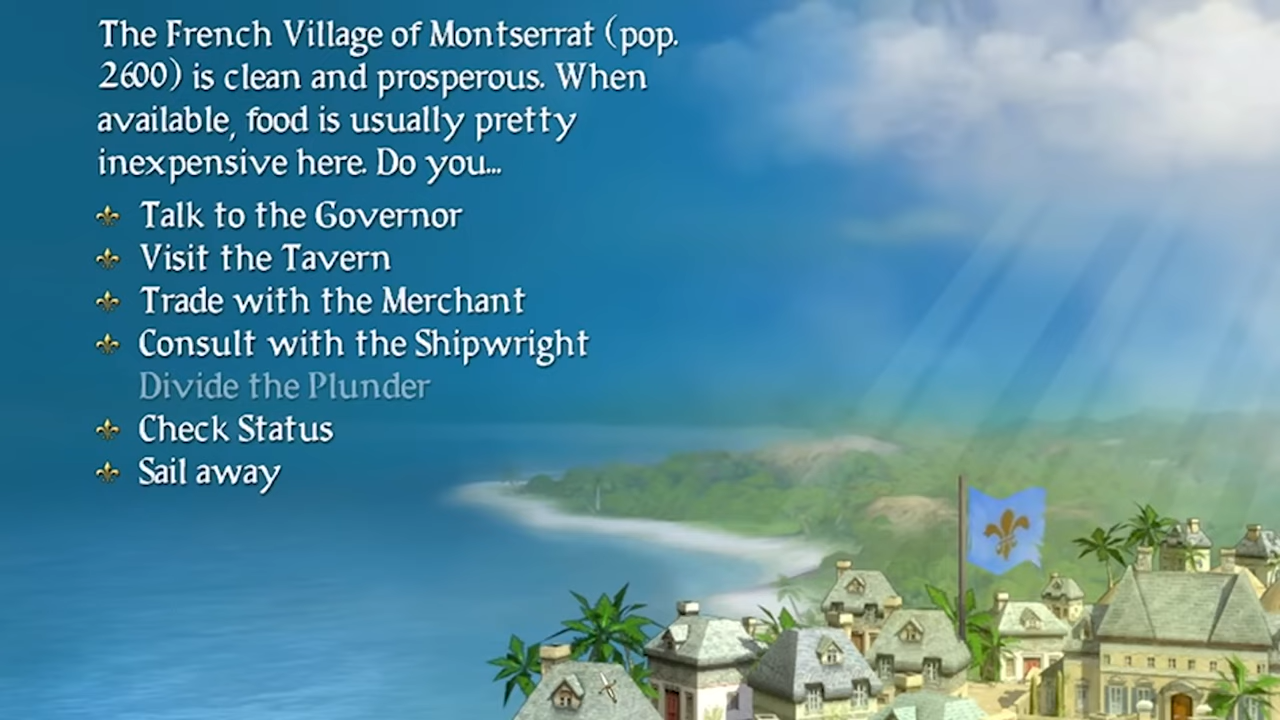 The French Village of Montserrat (pop.
2600) is clean and prosperous. When
available, food is usually pretty
inexpensive here. Do you...
Talk to the Governor
Visit the Tavern
Trade with the Merchant
Consult with the Shipwright
Divide the Plunder
Check Status
Sail away